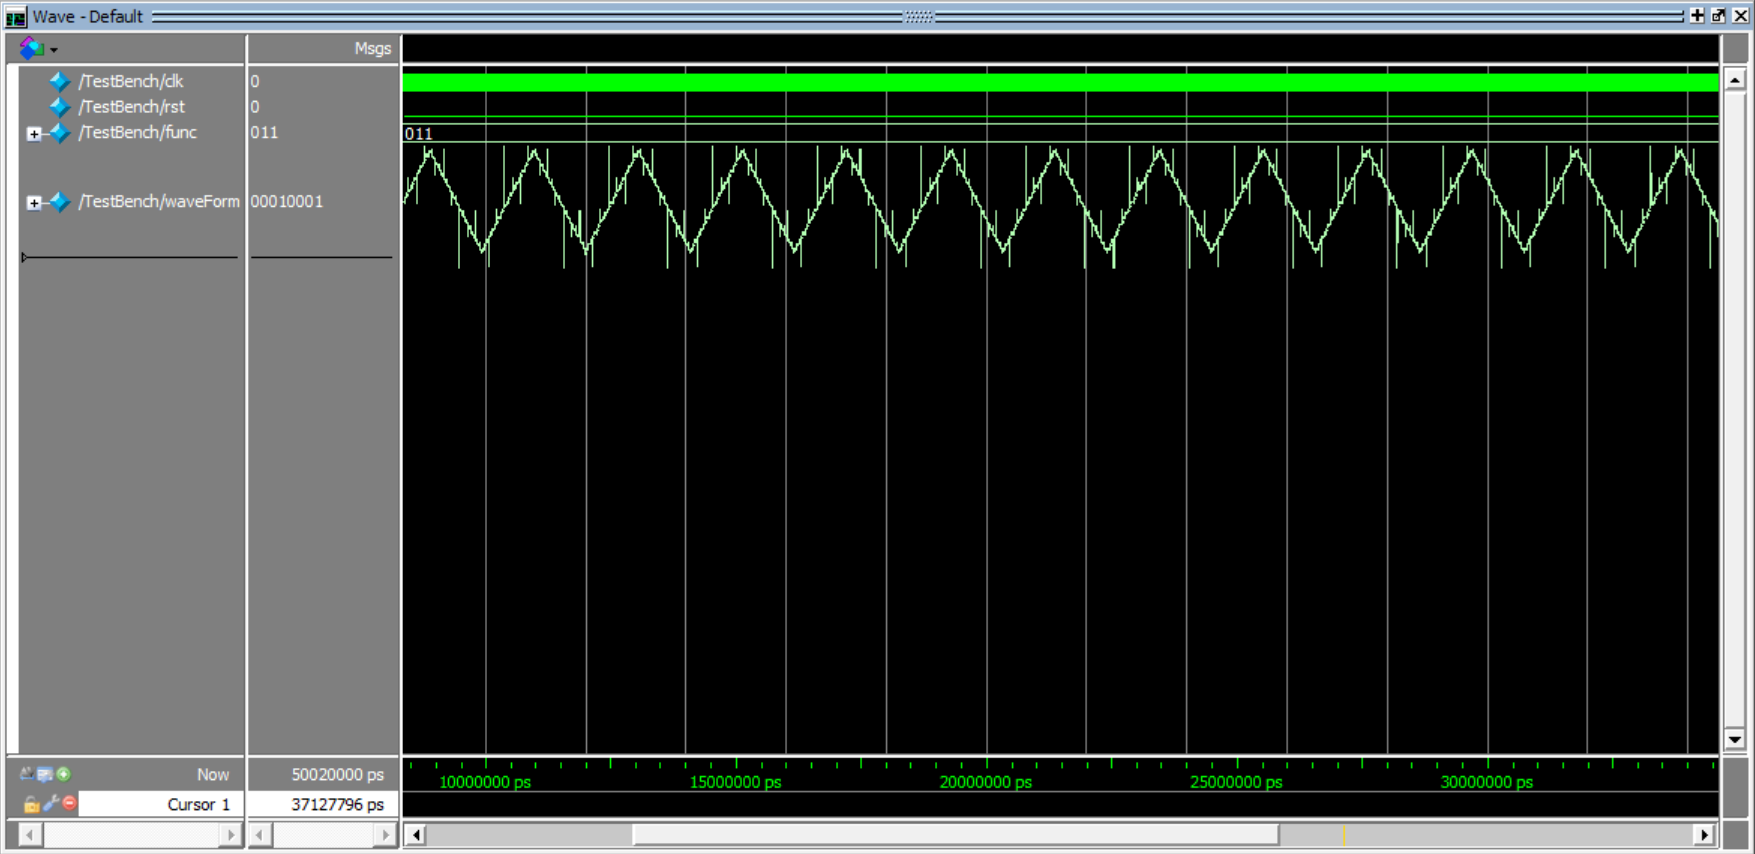 Wave - Default
Msgs
/TestBench/clk 0
/TestBench/rst 0
/TestBench/func 011 011
/TestBench/waveForm 00010001
Now 50020000 ps 10000000 ps 15000000 ps 20000000 ps 25000000 ps 30000000 ps
Cursor 1 37127796 ps